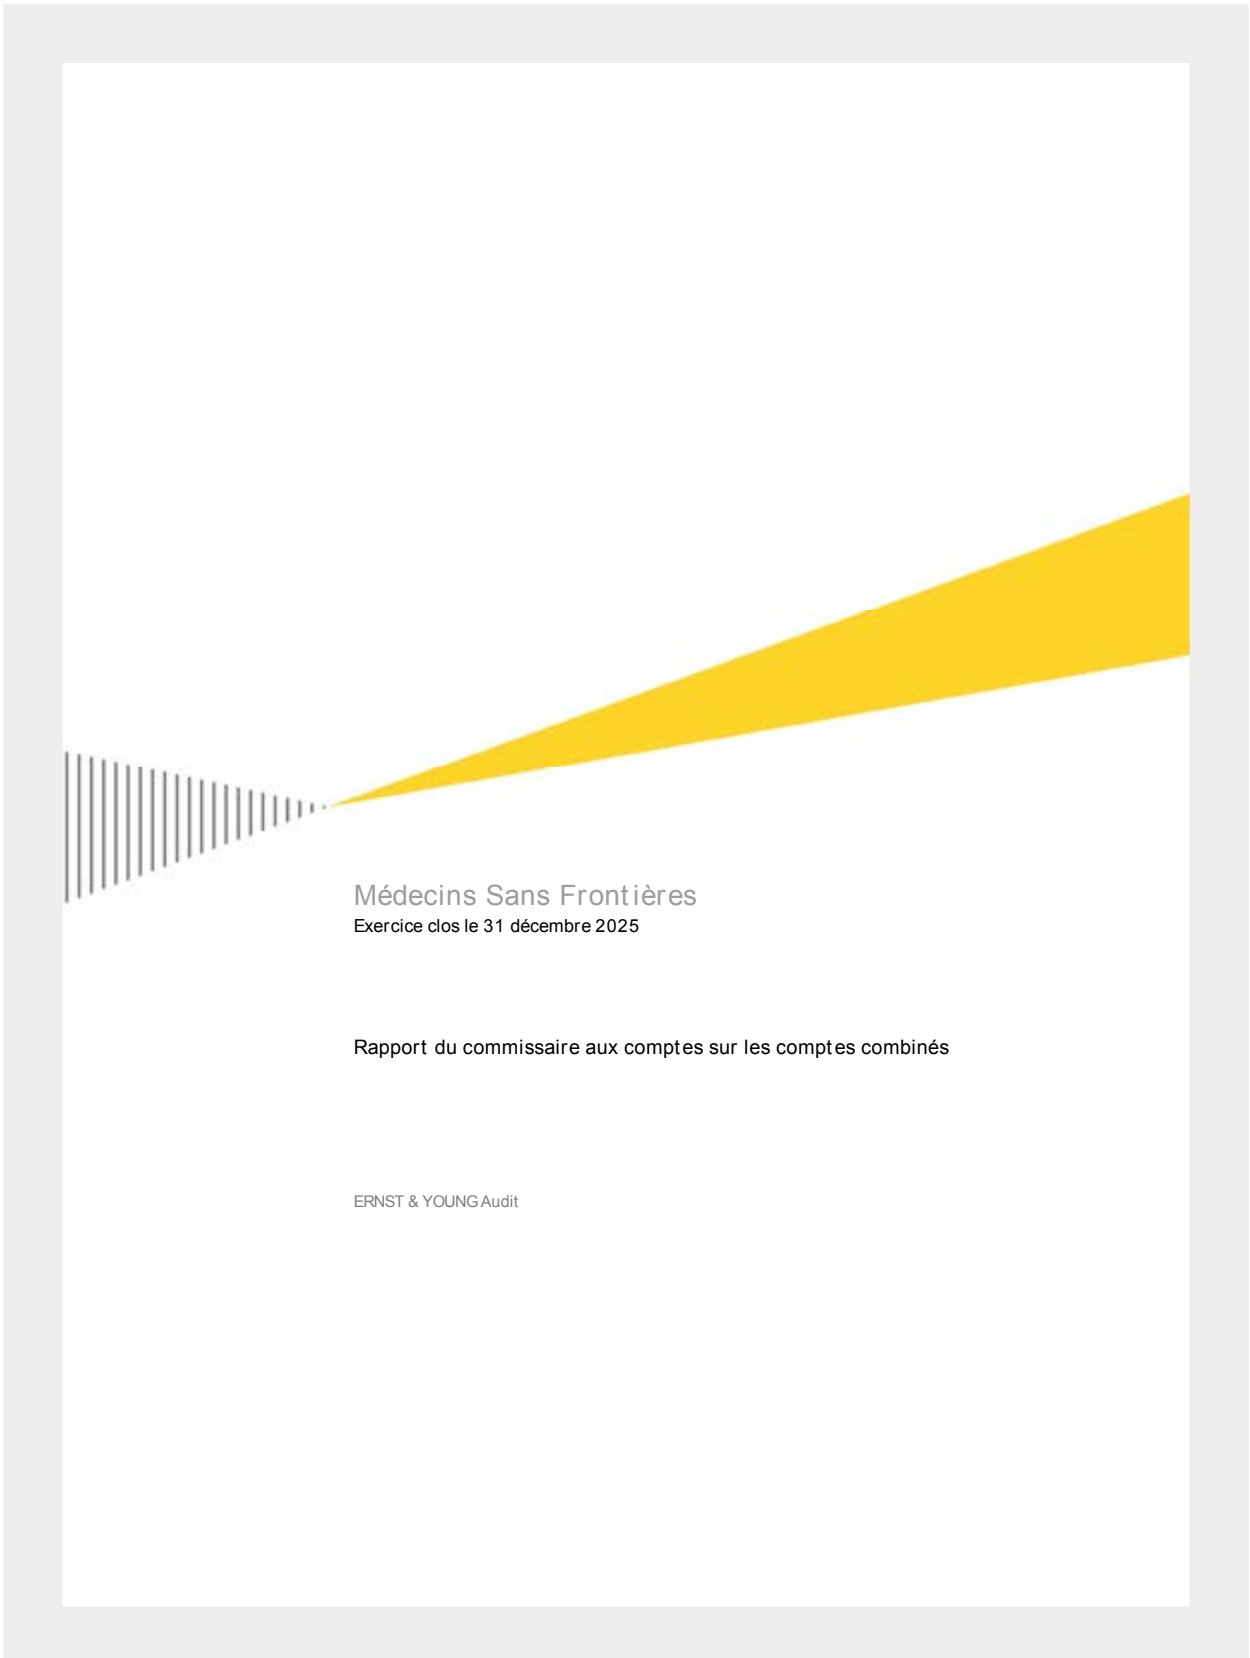 Médecins Sans Frontières
Exercice clos le 31 décembre 2025
Rapport du commissaire aux comptes sur les comptes combinés
ERNST & YOUNG Audit